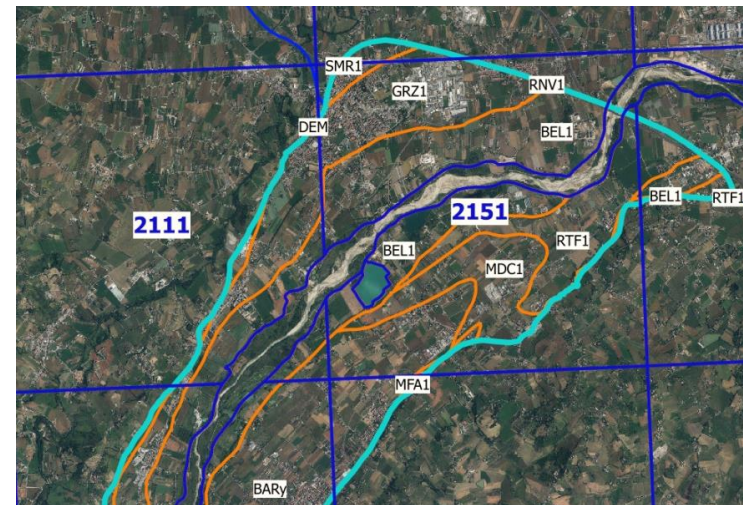 SMR1
RNV1
GRZ1
DEM
BEL1
2111
2151
BEL1
RTF1
BEL1
RTF1
MDC1
MFA1
BARy